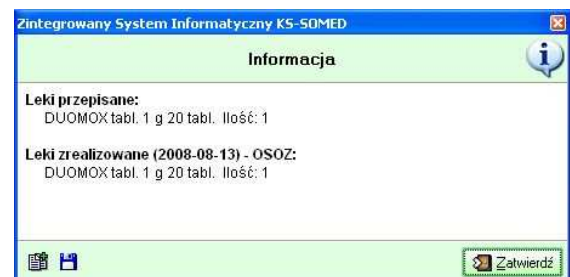 Zintegrowany System Informatyczny KS-SOMED
Informacja
Leki przepisane:
DUOMOX tabl. 1 g 20 tabl. Ilość: 1
Leki zrealizowane (2008-08-13) - OSOZ:
DUOMOX tabl. 1 g 20 tabl. Ilość: 1
Zatwierdź